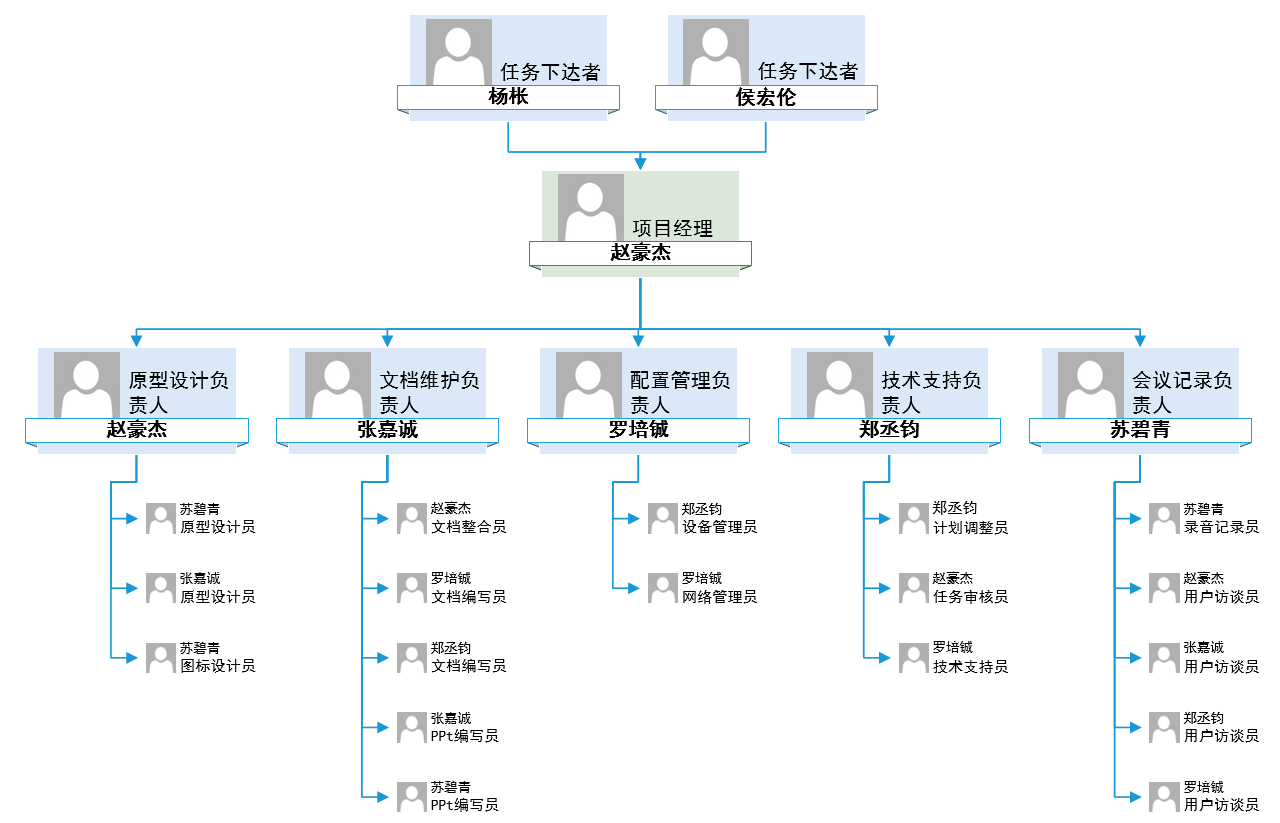 任务下达者
杨枨
任务下达者
侯宏伦
项目经理
赵豪杰
原型设计负
责人
赵豪杰
文档维护负
责人
张嘉诚
配置管理负
责人
罗培铖
技术支持负
责人
郑丞钧
会议记录负
责人
苏碧青
苏碧青
原型设计员
张嘉诚
原型设计员
苏碧青
图标设计员
赵豪杰
文档整合员
罗培铖
文档编写员
郑丞钧
文档编写员
张嘉诚
PPt编写员
苏碧青
PPt编写员
郑丞钧
设备管理员
罗培铖
网络管理员
郑丞钧
计划调整员
赵豪杰
任务审核员
罗培铖
技术支持员
苏碧青
录音记录员
赵豪杰
用户访谈员
张嘉诚
用户访谈员
郑丞钧
用户访谈员
罗培铖
用户访谈员